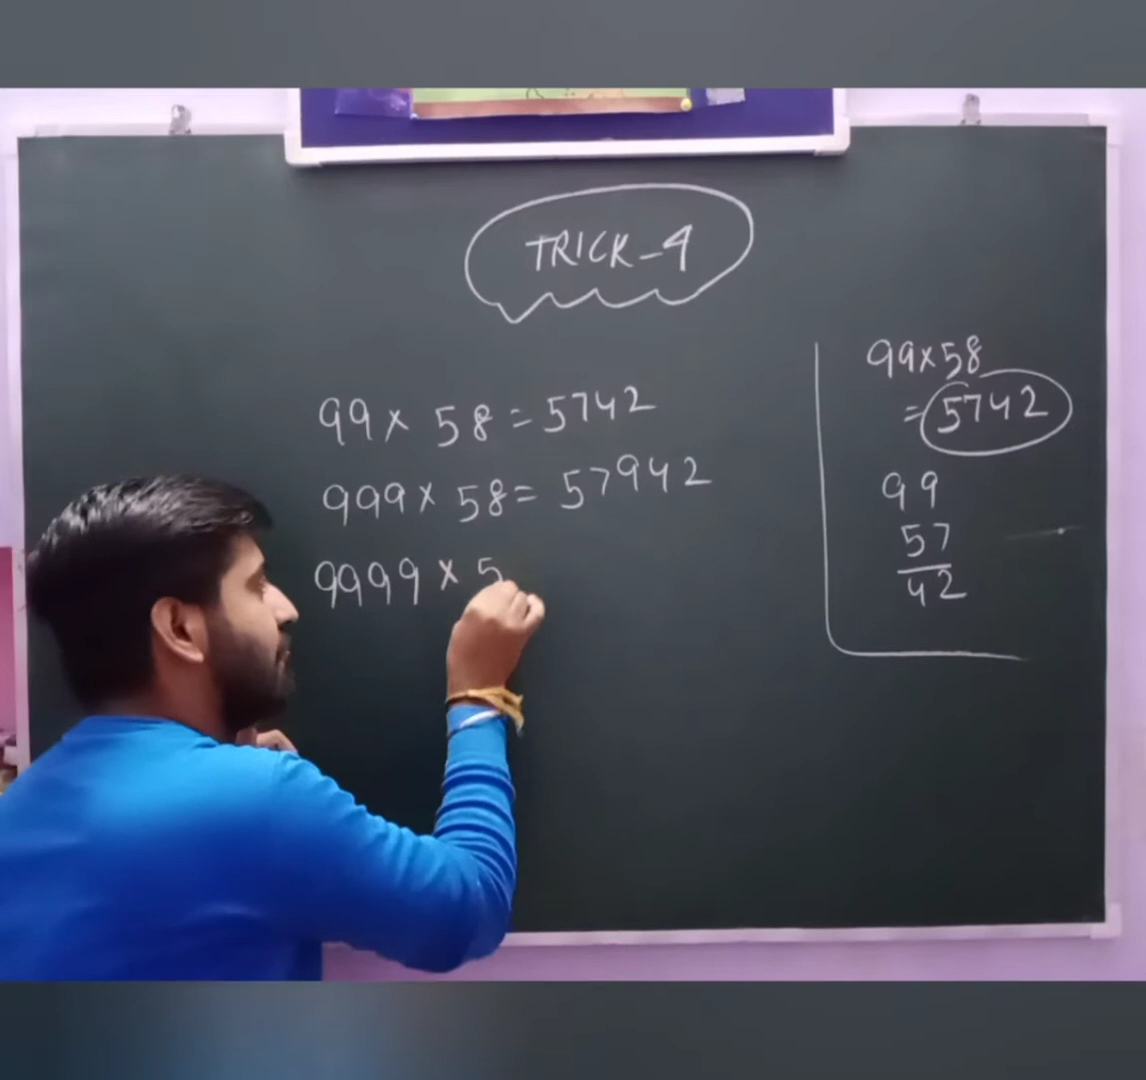 TRICK-4
99 × 58 = 5742
999 × 58 = 57942
9999 × 5
99×58
= 5742
99
57
42